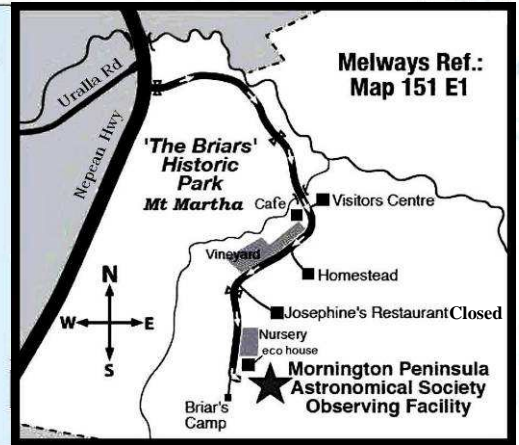 Melways Ref.:
Map 151 E1
Uralla Rd
Nepean Hwy
'The Briars'
Historic
Park
Mt Martha
Cafe
Visitors Centre
Vineyard
Homestead
N
W
E
S
Josephine's Restaurant Closed
Nursery
eco house
Mornington Peninsula
Astronomical Society
Observing Facility
Briar's
Camp